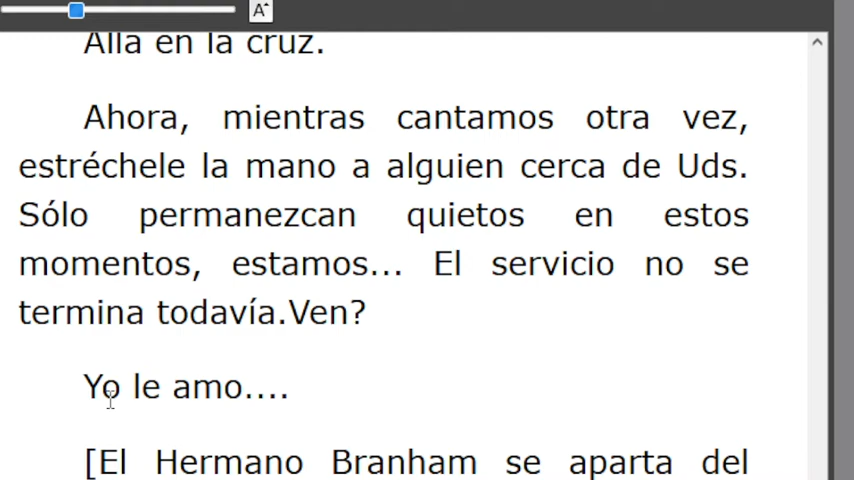 A
Allá en la cruz.
Ahora, mientras cantamos otra vez,
estréchele la mano a alguien cerca de Uds.
Sólo permanezcan quietos en estos
momentos, estamos... El servicio no se
termina todavía.Ven?
Yo le amo....
[El Hermano Branham se aparta del